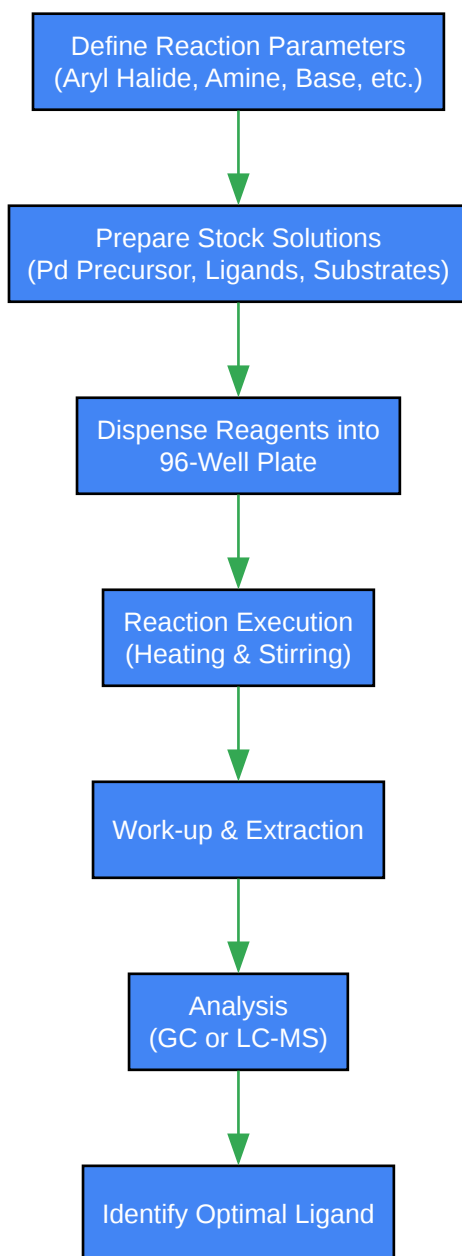 Define Reaction Parameters
(Aryl Halide, Amine, Base, etc.)
Prepare Stock Solutions
(Pd Precursor, Ligands, Substrates)
Dispense Reagents into
96-Well Plate
Reaction Execution
(Heating & Stirring)
Work-up & Extraction
Analysis
(GC or LC-MS)
Identify Optimal Ligand